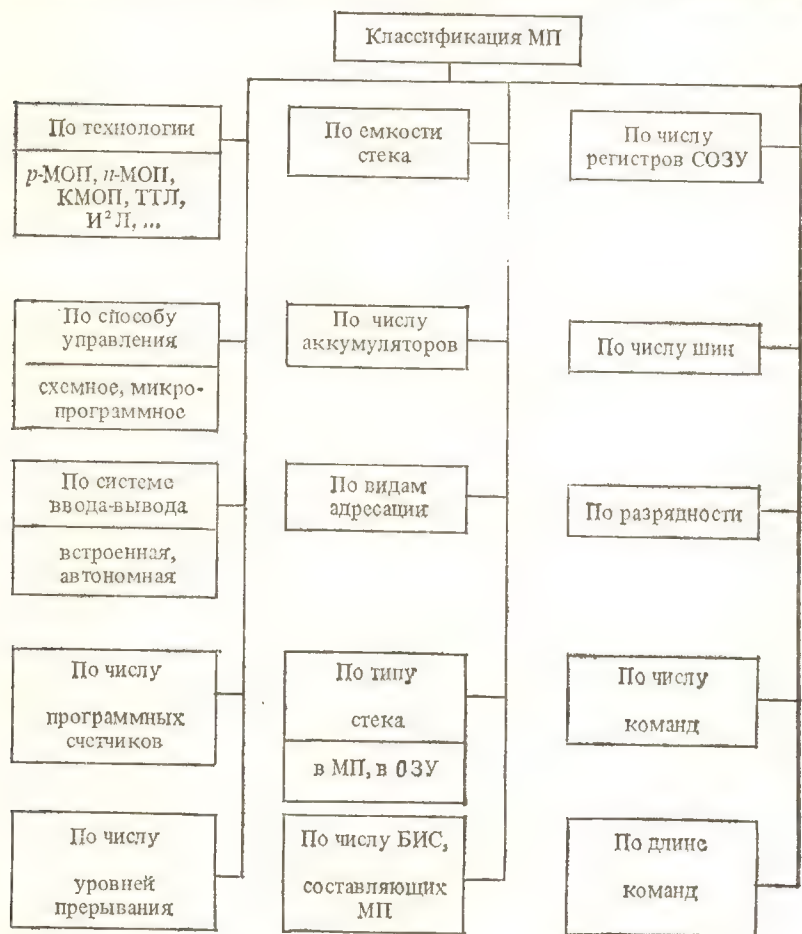 Классификация МП
По технологии
p-МОП, n-МОП,
КМОП, ТТЛ,
И²Л, ...
По способу
управления
схемное, микро-
программное
По системе
ввода-вывода
встроенная,
автономная
По числу
программных
счетчиков
По числу
уровней
прерывания
По емкости
стека
По числу
аккумуляторов
По видам
адресации
По типу
стека
в МП, в ОЗУ
По числу БИС,
составляющих
МП
По числу
регистров СОЗУ
По числу шин
По разрядности
По числу
команд
По длине
команд